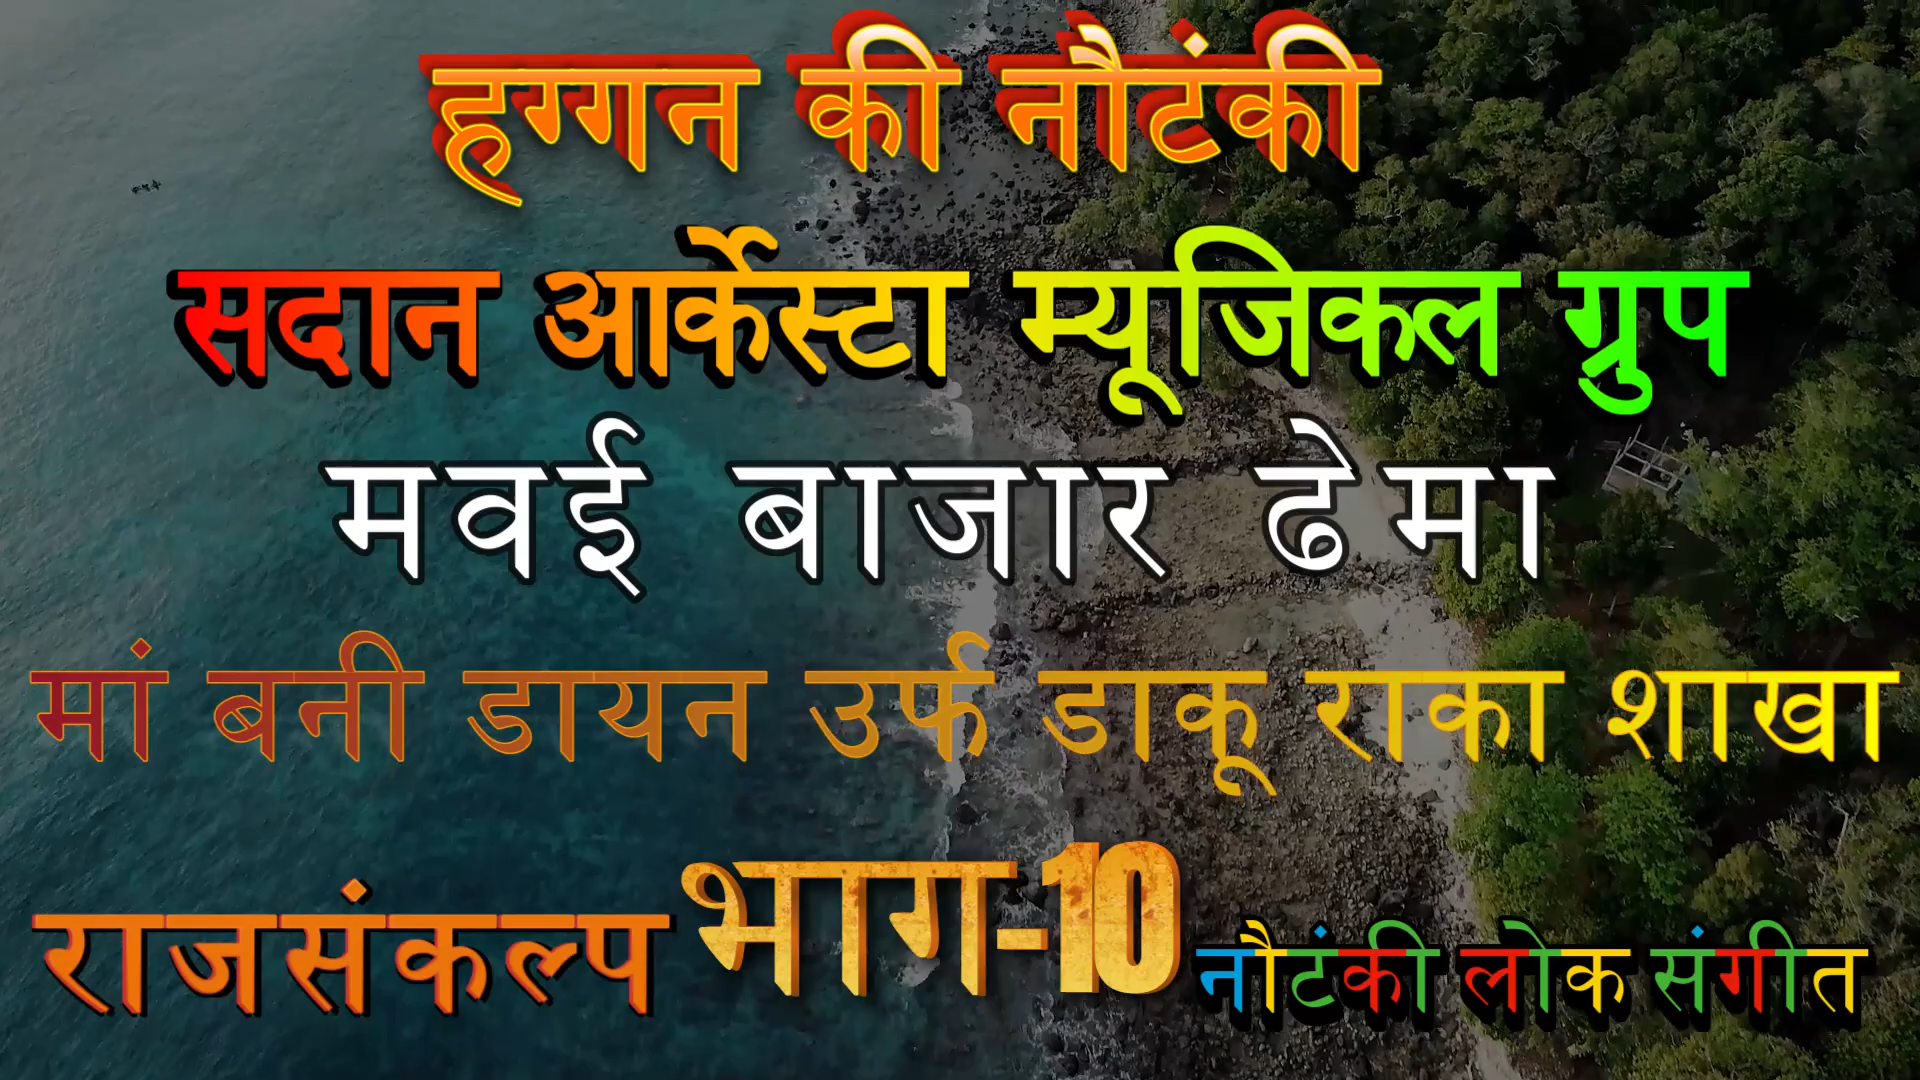 हग्गन की नौटंकी
सदान आर्केस्टा म्यूजिकल ग्रुप
मवई बाजार ढेमा
मां बनी डायन उर्फ डाकू राका शाखा
राजसंकल्प भाग-10 नौटंकी लोक संगीत